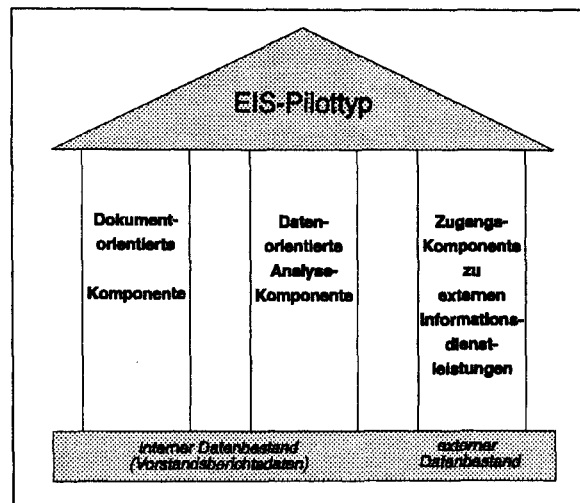 EIS-Pilottyp
Dokument-
orientierte
Komponente
Daten-
orientierte
Analyse-
Komponente
Zugangs-
Komponente
zu
externen
Informations-
dienst-
leistungen
interner Datenbestand
(Vorstandsberichtsdaten)
externer
Datenbestand